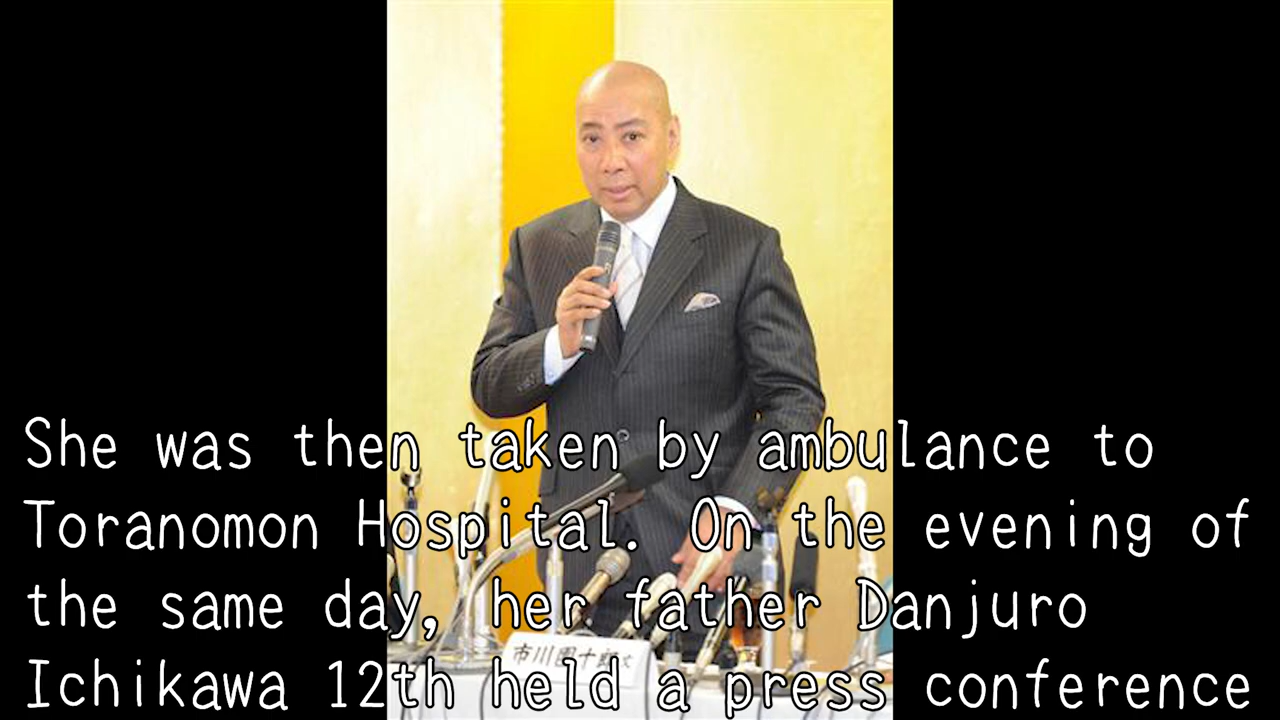 She was then taken by ambulance to
Toranomon Hospital. On the evening of
the same day, her father Danjuro
Ichikawa 12th held a press conference
市川團十郎